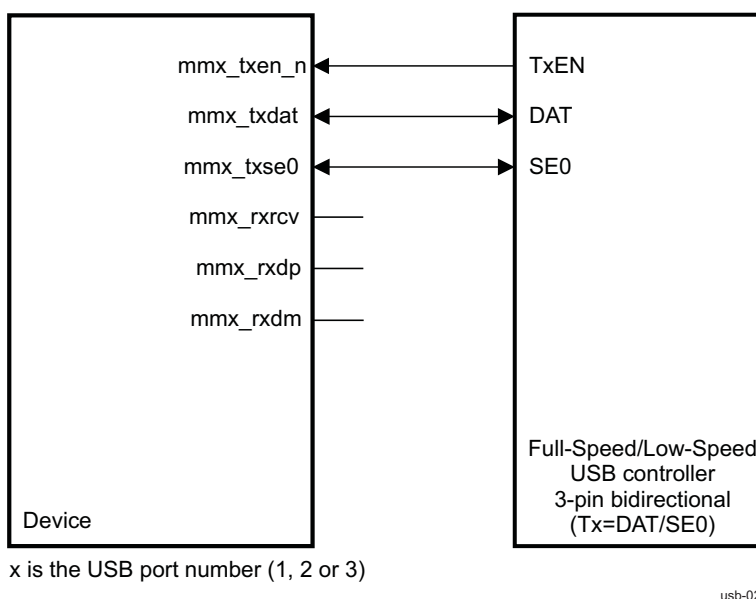 mmx_txen_n
TxEN
mmx_txdat
DAT
mmx_txse0
SE0
mmx_rxrcv
mmx_rxdp
mmx_rxdm
Full-Speed/Low-Speed
USB controller
3-pin bidirectional
(Tx=DAT/SE0)
Device
x is the USB port number (1, 2 or 3)